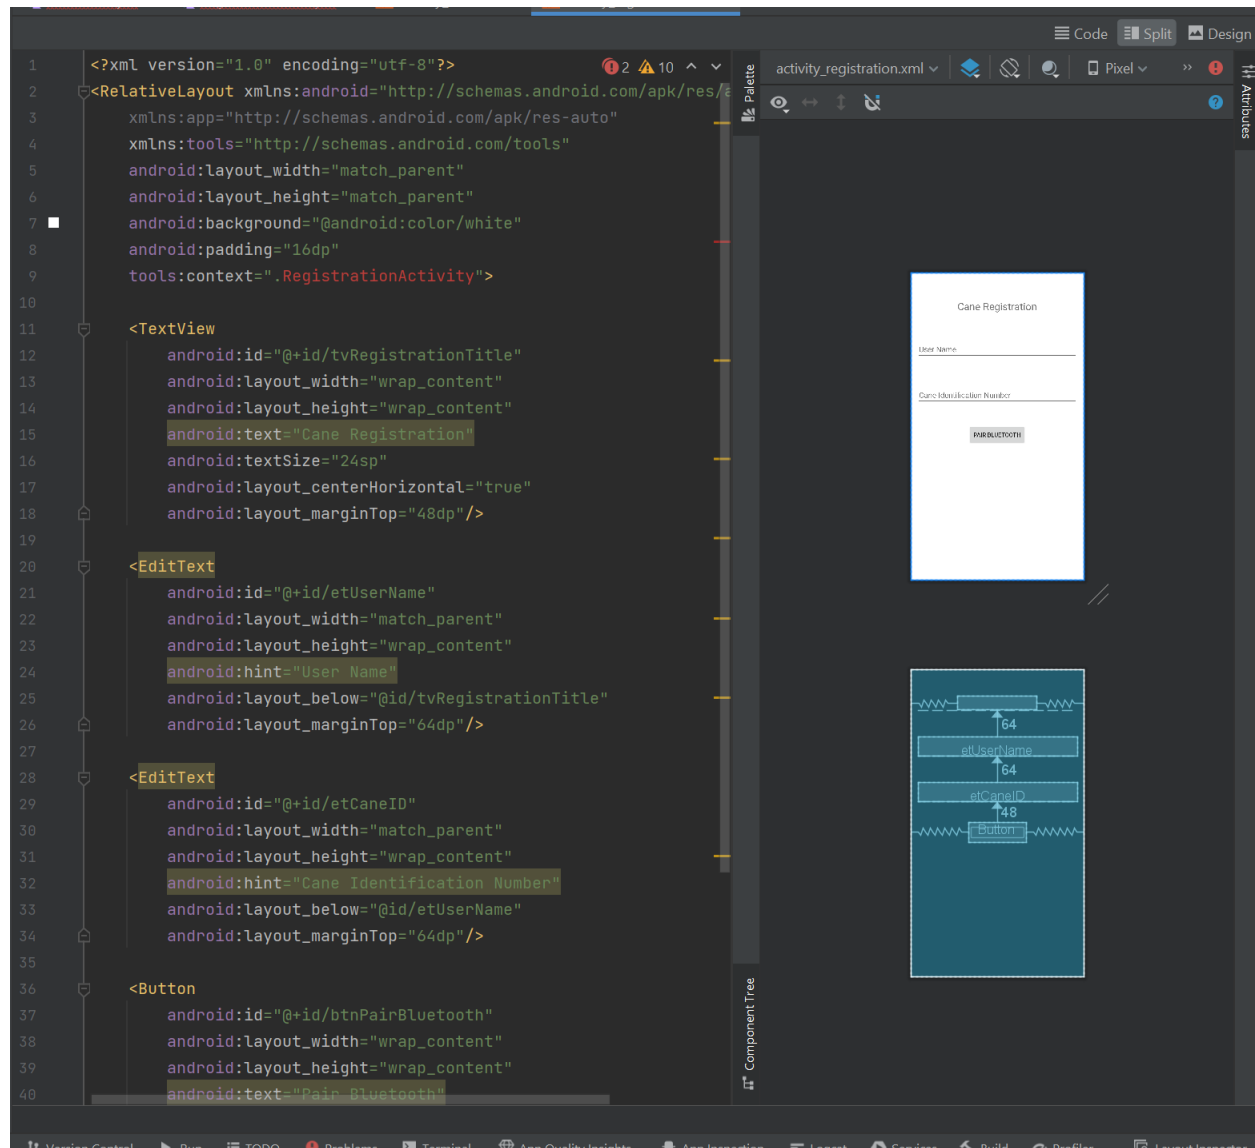 Code Split Design
1 <?xml version="1.0" encoding="utf-8"?> 2 10
2 <RelativeLayout xmlns:android="http://schemas.android.com/apk/res/a
3 xmlns:app="http://schemas.android.com/apk/res-auto"
4 xmlns:tools="http://schemas.android.com/tools"
5 android:layout_width="match_parent"
6 android:layout_height="match_parent"
7 android:background="@android:color/white"
8 android:padding="16dp"
9 tools:context=".RegistrationActivity">
10
11 <TextView
12 android:id="@+id/tvRegistrationTitle"
13 android:layout_width="wrap_content"
14 android:layout_height="wrap_content"
15 android:text="Cane Registration"
16 android:textSize="24sp"
17 android:layout_centerHorizontal="true"
18 android:layout_marginTop="48dp"/>
19
20 <EditText
21 android:id="@+id/etUserName"
22 android:layout_width="match_parent"
23 android:layout_height="wrap_content"
24 android:hint="User Name"
25 android:layout_below="@id/tvRegistrationTitle"
26 android:layout_marginTop="64dp"/>
27
28 <EditText
29 android:id="@+id/etCaneID"
30 android:layout_width="match_parent"
31 android:layout_height="wrap_content"
32 android:hint="Cane Identification Number"
33 android:layout_below="@id/etUserName"
34 android:layout_marginTop="64dp"/>
35
36 <Button
37 android:id="@+id/btnPairBluetooth"
38 android:layout_width="wrap_content"
39 android:layout_height="wrap_content"
40 android:text="Pair Bluetooth"
Palette
Component Tree
activity_registration.xml Pixel »
Attributes
Cane Registration
User Name
Cane Identification Number
PAIR BLUETOOTH
64
etUserName
64
etCaneID
48
Button
Version Control Run TODO Problems Terminal App Quality Insights App Inspection Logcat Services Build Profiler Layout Inspector